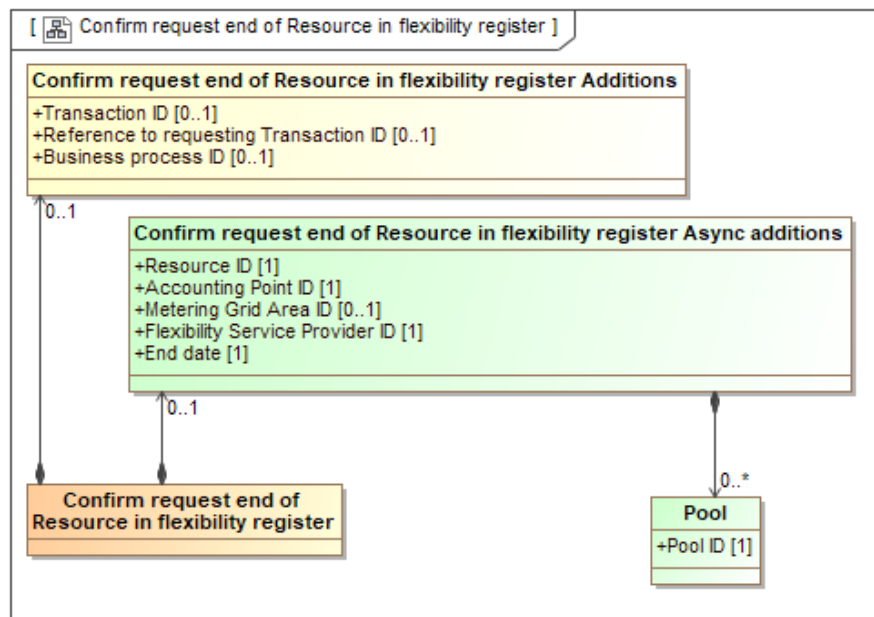 [ Confirm request end of Resource in flexibility register ]
Confirm request end of Resource in flexibility register Additions
+Transaction ID [0..1]
+Reference to requesting Transaction ID [0..1]
+Business process ID [0..1]
0..1
Confirm request end of Resource in flexibility register Async additions
+Resource ID [1]
+Accounting Point ID [1]
+Metering Grid Area ID [0..1]
+Flexibility Service Provider ID [1]
+End date [1]
0..1
0..*
Confirm request end of
Resource in flexibility register
Pool
+Pool ID [1]